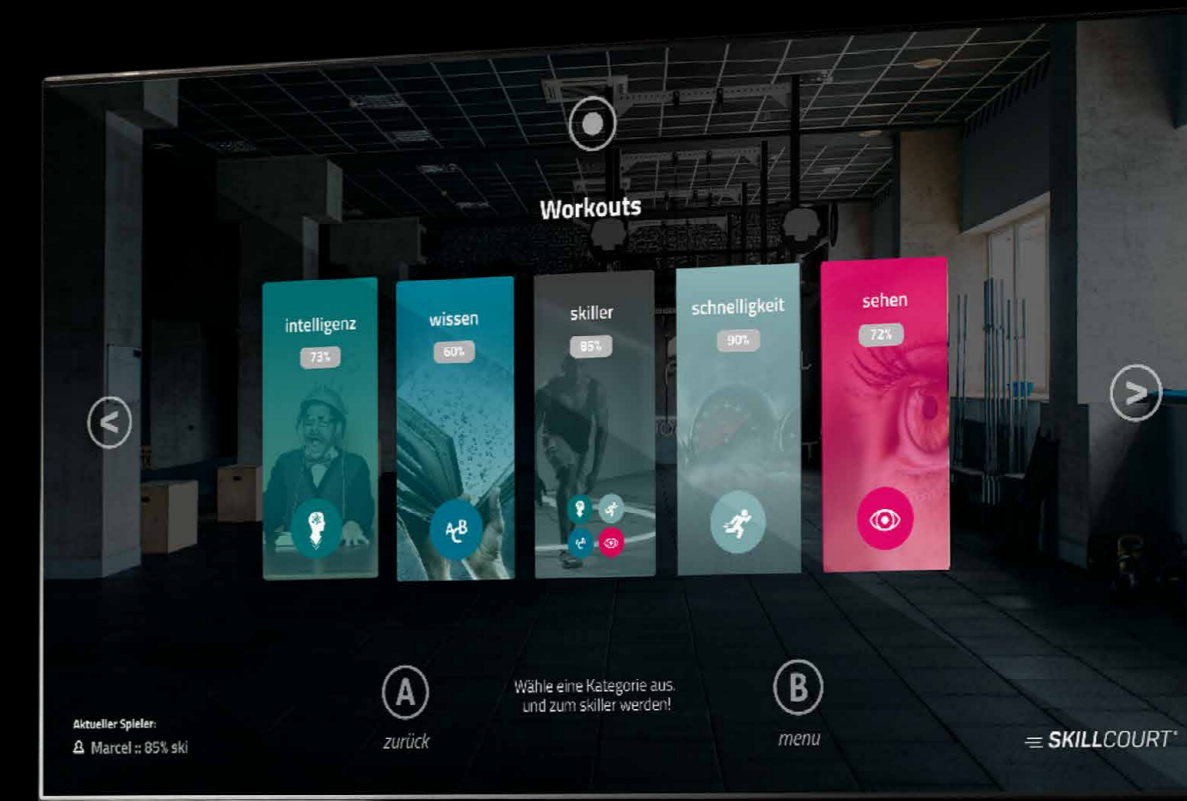 Workouts
intelligenz
73%
wissen
60%
skiller
85%
schnelligkeit
90%
sehen
72%
ACB
<
>
A
zurück
Wähle eine Kategorie aus.
und zum skiller werden!
B
menu
Aktueller Spieler:
Marcel :: 85% ski
SKILLCOURT®